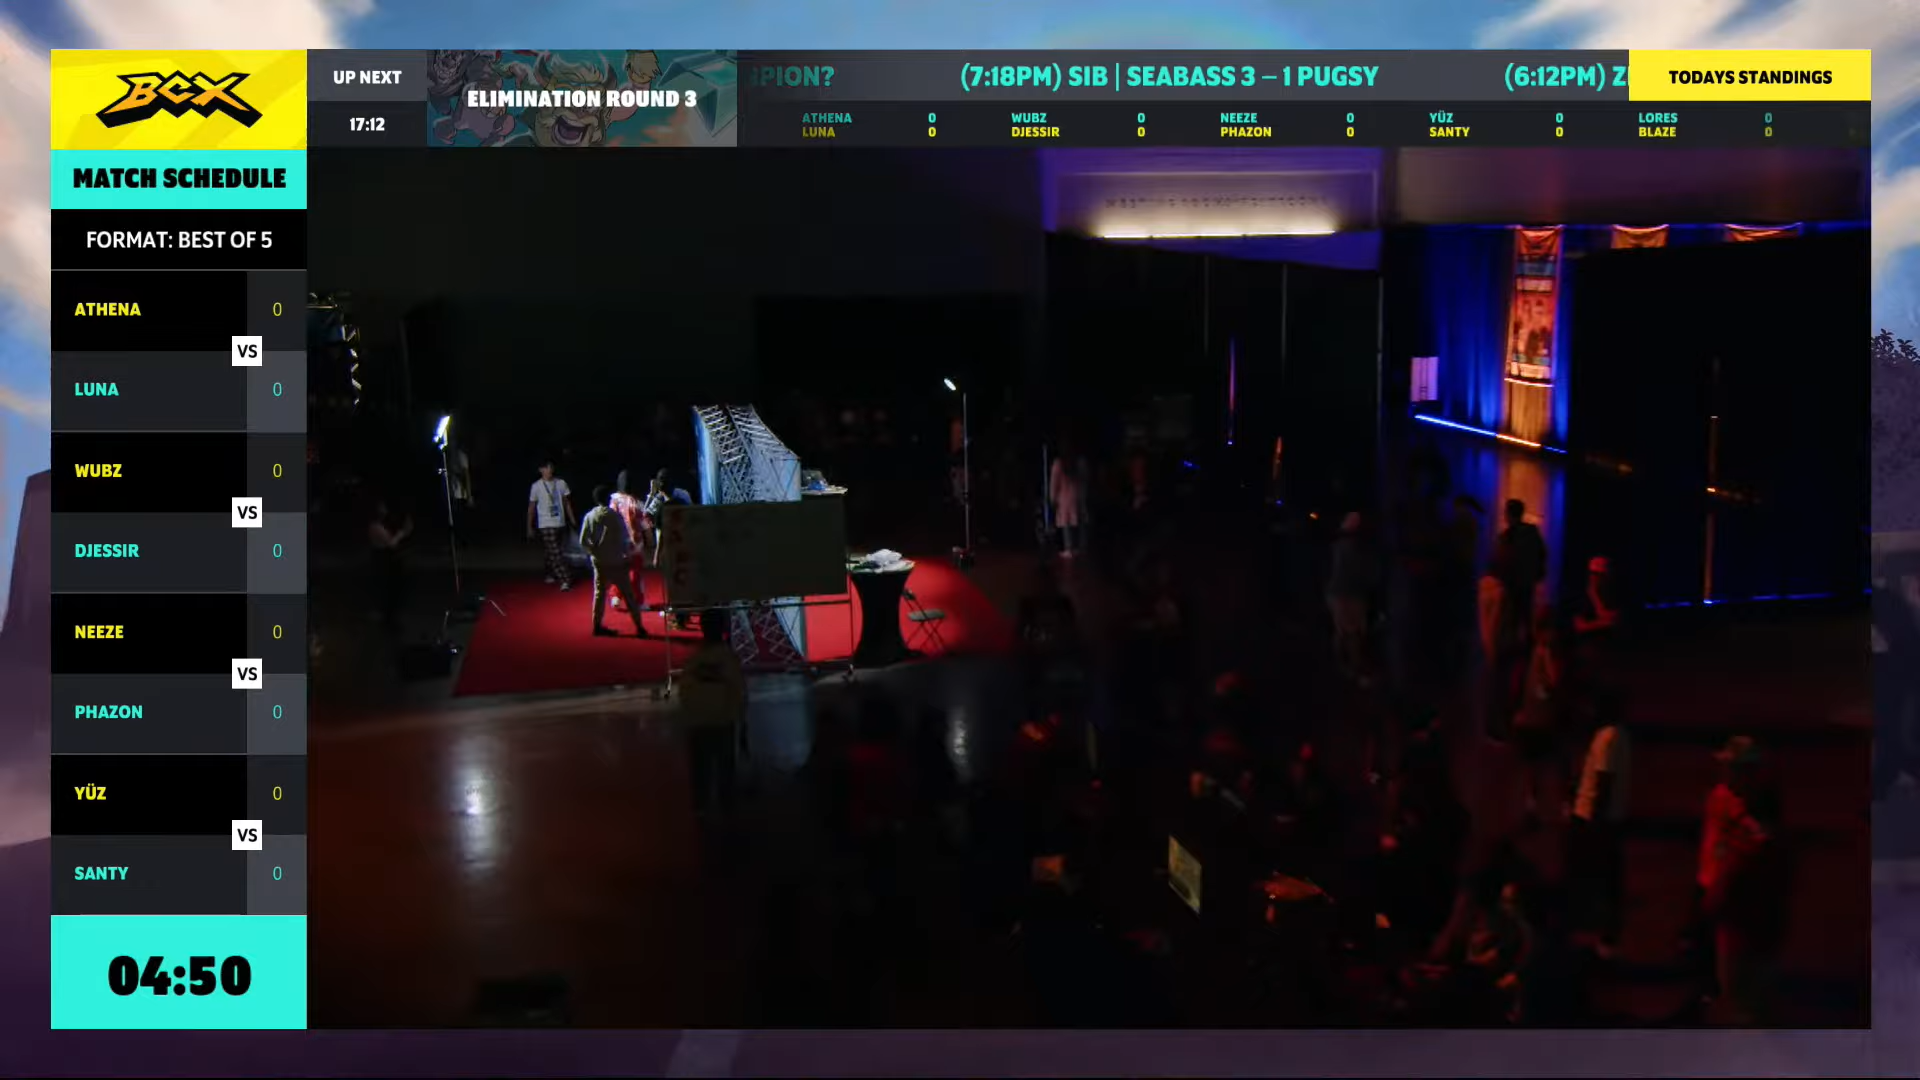 BCX
UP NEXT
17:12
ELIMINATION ROUND 3
PION?
(7:18PM) SIB | SEABASS 3 – 1 PUGSY
(6:12PM)
TODAYS STANDINGS
ATHENA 0
LUNA 0
WUBZ 0
DJESSIR 0
NEEZE 0
PHAZON 0
YÜZ 0
SANTY 0
LORES 0
BLAZE 0
MATCH SCHEDULE
FORMAT: BEST OF 5
ATHENA 0
VS
LUNA 0
WUBZ 0
VS
DJESSIR 0
NEEZE 0
VS
PHAZON 0
YÜZ 0
VS
SANTY 0
04:50